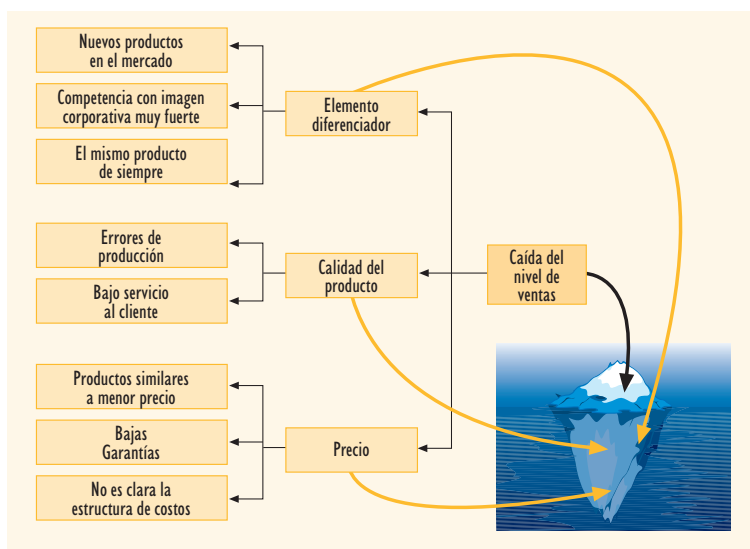 Nuevos productos
en el mercado
Competencia con imagen
corporativa muy fuerte
El mismo producto
de siempre
Elemento
diferenciador
Errores de
producción
Bajo servicio
al cliente
Calidad del
producto
Caída del
nivel de
ventas
Productos similares
a menor precio
Bajas
Garantías
No es clara la
estructura de costos
Precio